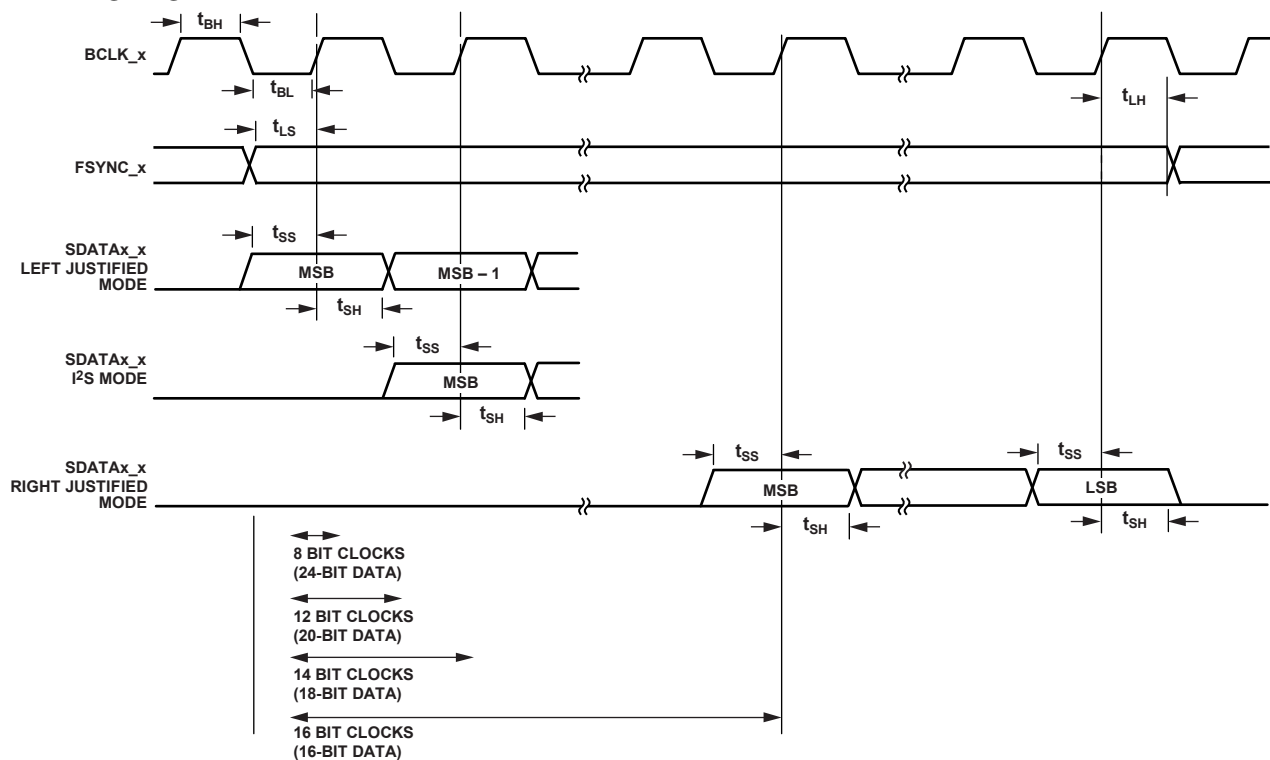 tBH
BCLK_x
tBL
tLH
tLS
FSYNC_x
tSS
SDATAx_x
LEFT JUSTIFIED
MODE
MSB
MSB – 1
tSH
tSS
SDATAx_x
I2S MODE
MSB
tSH
tSS
tSS
SDATAx_x
RIGHT JUSTIFIED
MODE
MSB
LSB
tSH
tSH
8 BIT CLOCKS
(24-BIT DATA)
12 BIT CLOCKS
(20-BIT DATA)
14 BIT CLOCKS
(18-BIT DATA)
16 BIT CLOCKS
(16-BIT DATA)